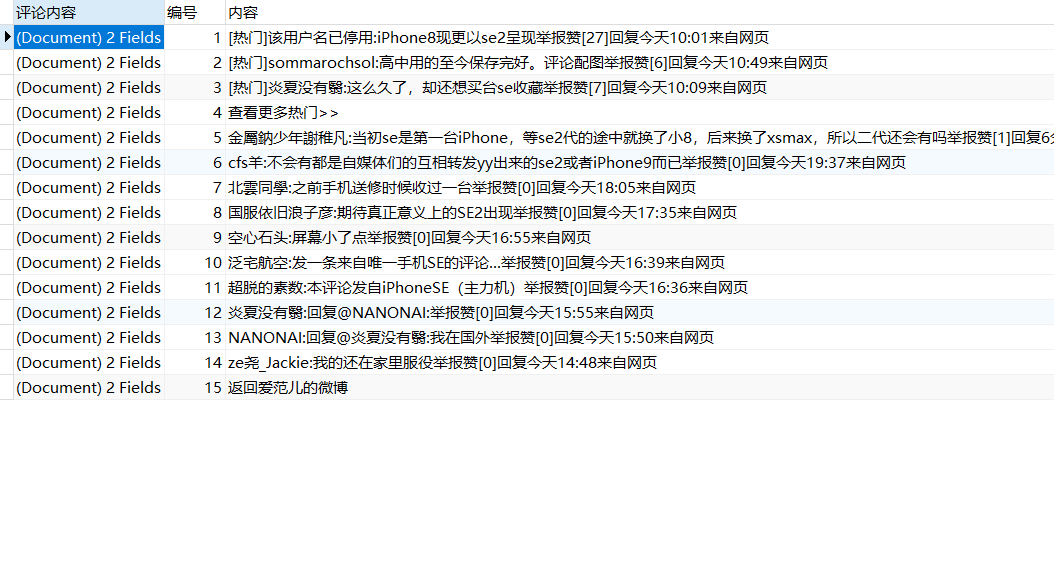 评论内容 编号 内容
(Document) 2 Fields 1 [热门]该用户名已停用:iPhone8现更以se2呈现举报赞[27]回复今天10:01来自网页
(Document) 2 Fields 2 [热门]sommarochsol:高中用的至今保存完好。评论配图举报赞[6]回复今天10:49来自网页
(Document) 2 Fields 3 [热门]炎夏没有翳:这么久了，却还想买台se收藏举报赞[7]回复今天10:09来自网页
(Document) 2 Fields 4 查看更多热门>>
(Document) 2 Fields 5 金屬鈉少年謝稚凡:当初se是第一台iPhone，等se2代的途中就换了小8，后来换了xsmax，所以二代还会有吗举报赞[1]回复6
(Document) 2 Fields 6 cfs羊:不会有都是自媒体们的互相转发yy出来的se2或者iPhone9而已举报赞[0]回复今天19:37来自网页
(Document) 2 Fields 7 北雲同學:之前手机送修时候收过一台举报赞[0]回复今天18:05来自网页
(Document) 2 Fields 8 国服依旧浪子彦:期待真正意义上的SE2出现举报赞[0]回复今天17:35来自网页
(Document) 2 Fields 9 空心石头:屏幕小了点举报赞[0]回复今天16:55来自网页
(Document) 2 Fields 10 泛宅航空:发一条来自唯一手机SE的评论...举报赞[0]回复今天16:39来自网页
(Document) 2 Fields 11 超脱的素数:本评论发自iPhoneSE（主力机）举报赞[0]回复今天16:36来自网页
(Document) 2 Fields 12 炎夏没有翳:回复@NANONAI:举报赞[0]回复今天15:55来自网页
(Document) 2 Fields 13 NANONAI:回复@炎夏没有翳:我在国外举报赞[0]回复今天15:50来自网页
(Document) 2 Fields 14 ze尧_Jackie:我的还在家里服役举报赞[0]回复今天14:48来自网页
(Document) 2 Fields 15 返回爱范儿的微博